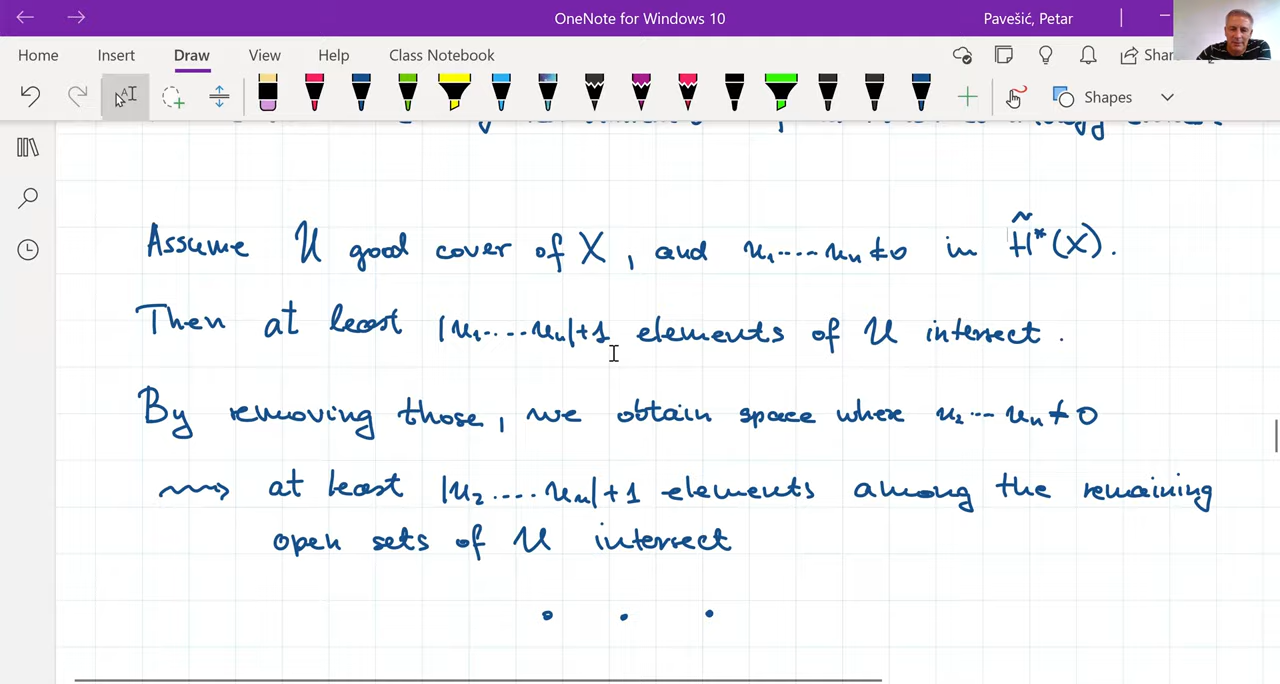 OneNote for Windows 10
Pavešić, Petar
Home Insert Draw View Help Class Notebook
Shar
Shapes
Assume U good cover of X, and u₁....uₙ≠0 in H̃*(X).
Then at least |u₁....uₙ|+1 elements of U intersect.
By removing those, we obtain space where u₂...uₙ≠0
⇝ at least |u₂....uₙ|+1 elements among the remaining
open sets of U intersect
. . .